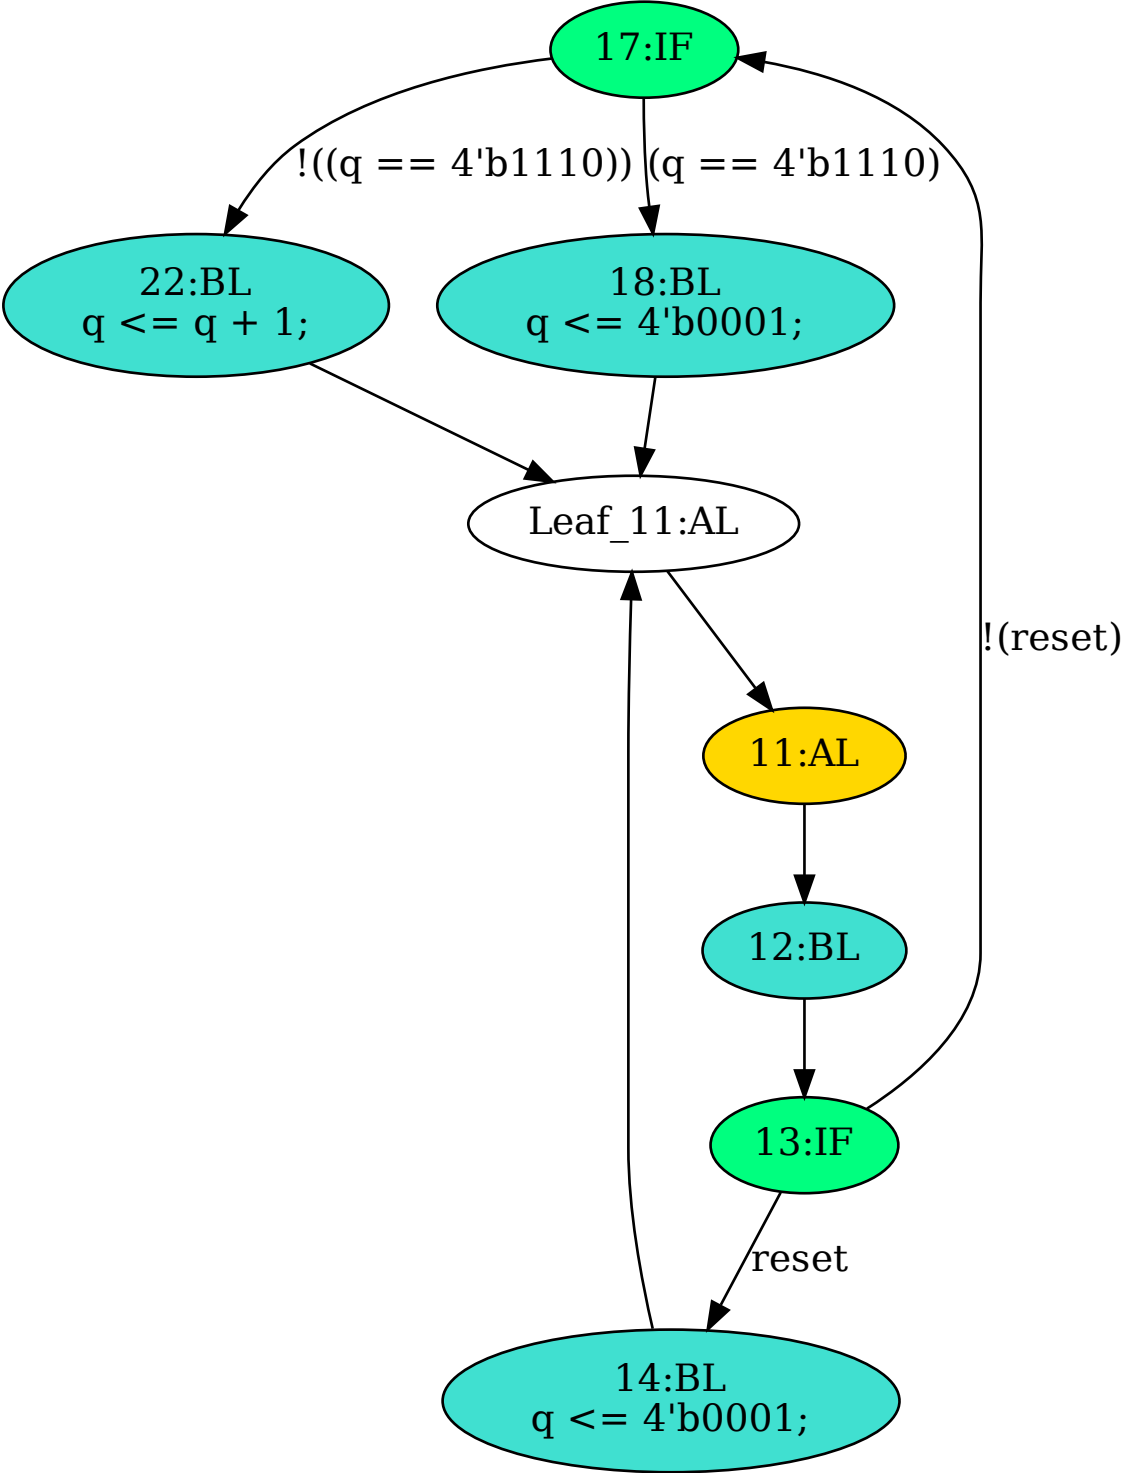 17:IF
!((q == 4'b1110))
(q == 4'b1110)
22:BL
q <= q + 1;
18:BL
q <= 4'b0001;
Leaf_11:AL
!(reset)
11:AL
12:BL
13:IF
reset
14:BL
q <= 4'b0001;